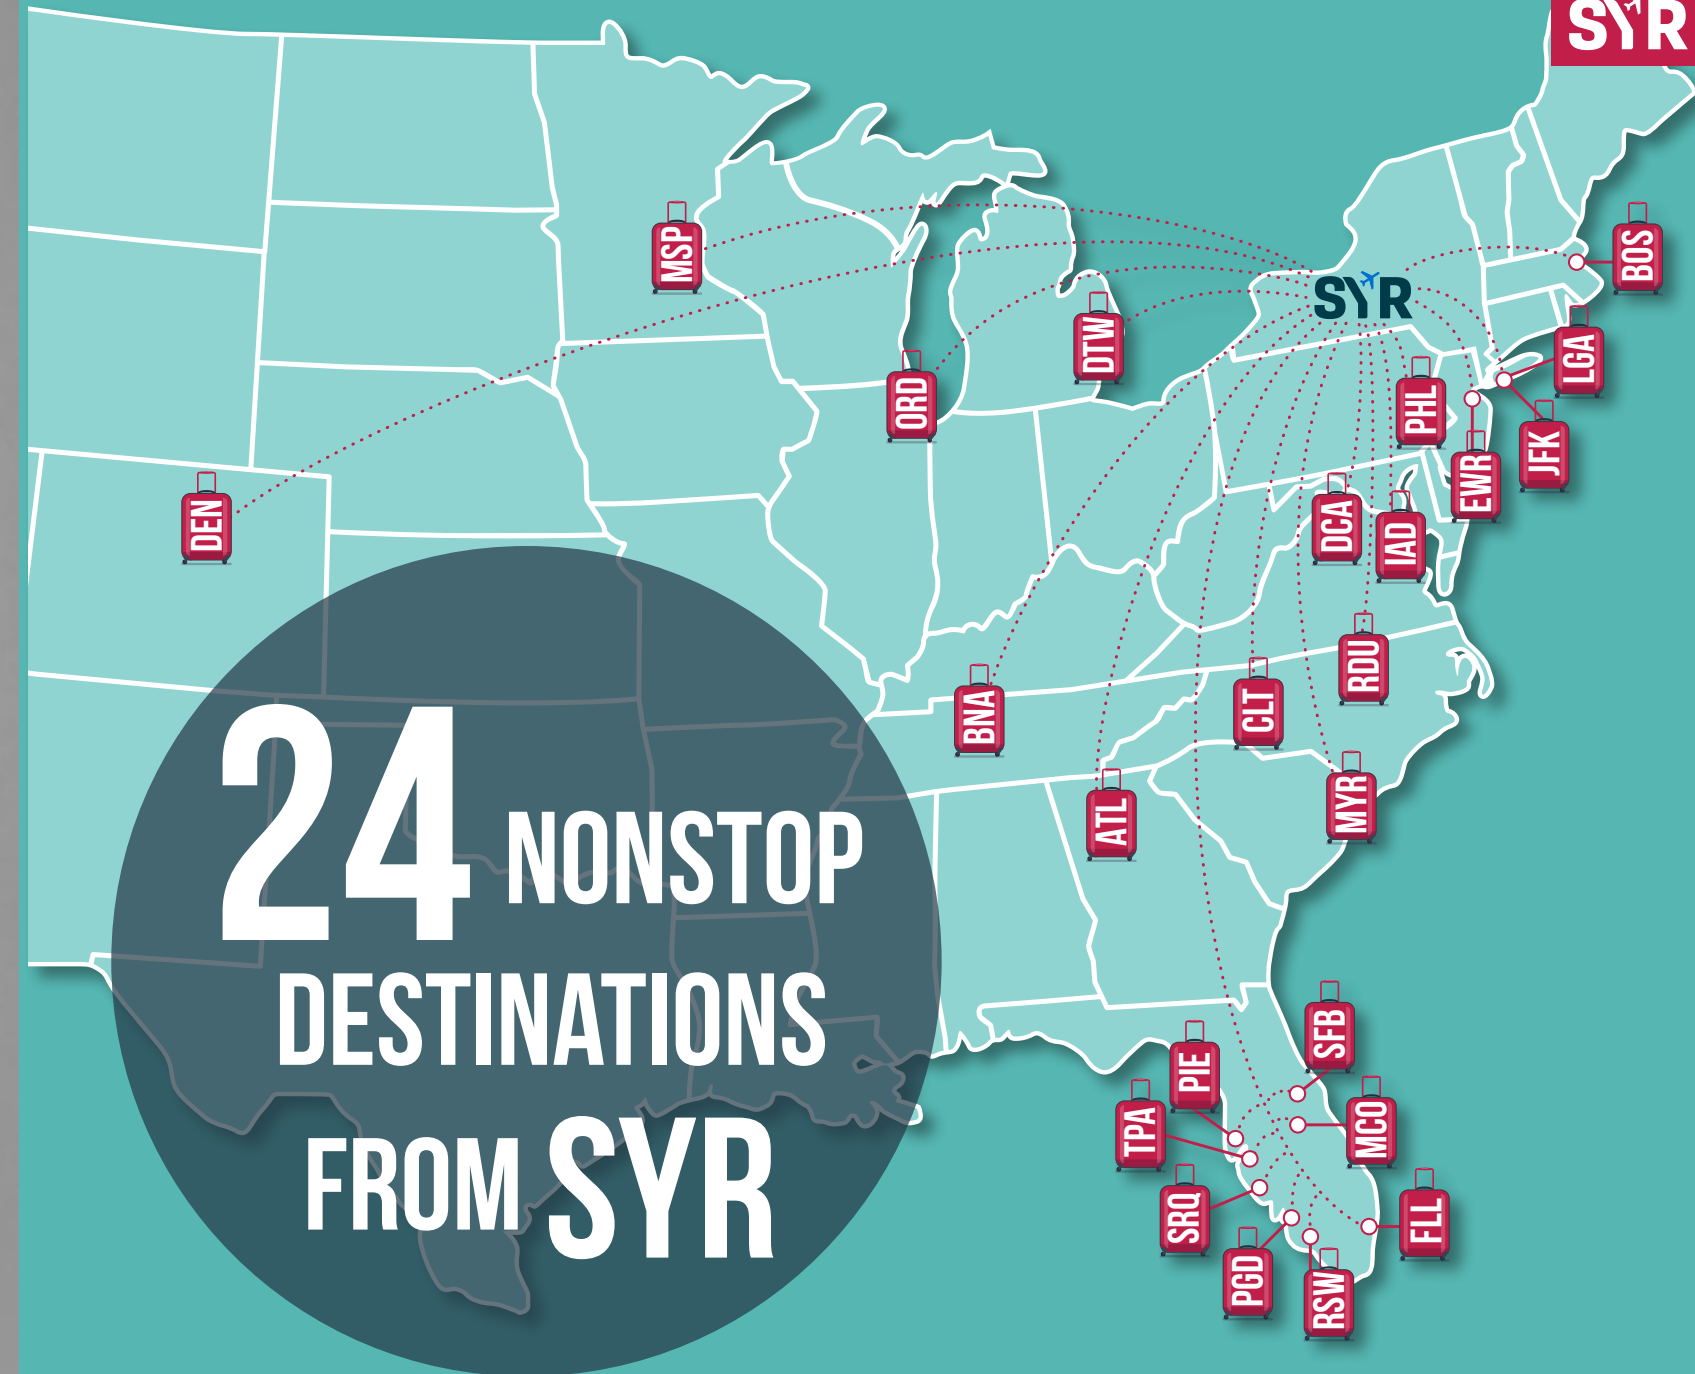 SYR
MSP
BOS
SYR
DTW
LGA
ORD
PHL
JFK
EWR
DEN
DCA
IAD
RDU
BNA
CLT
MYR
ATL
24 NONSTOP
DESTINATIONS
FROM SYR
SFB
PIE
TPA
MCO
SRQ
FLL
PGD
RSW